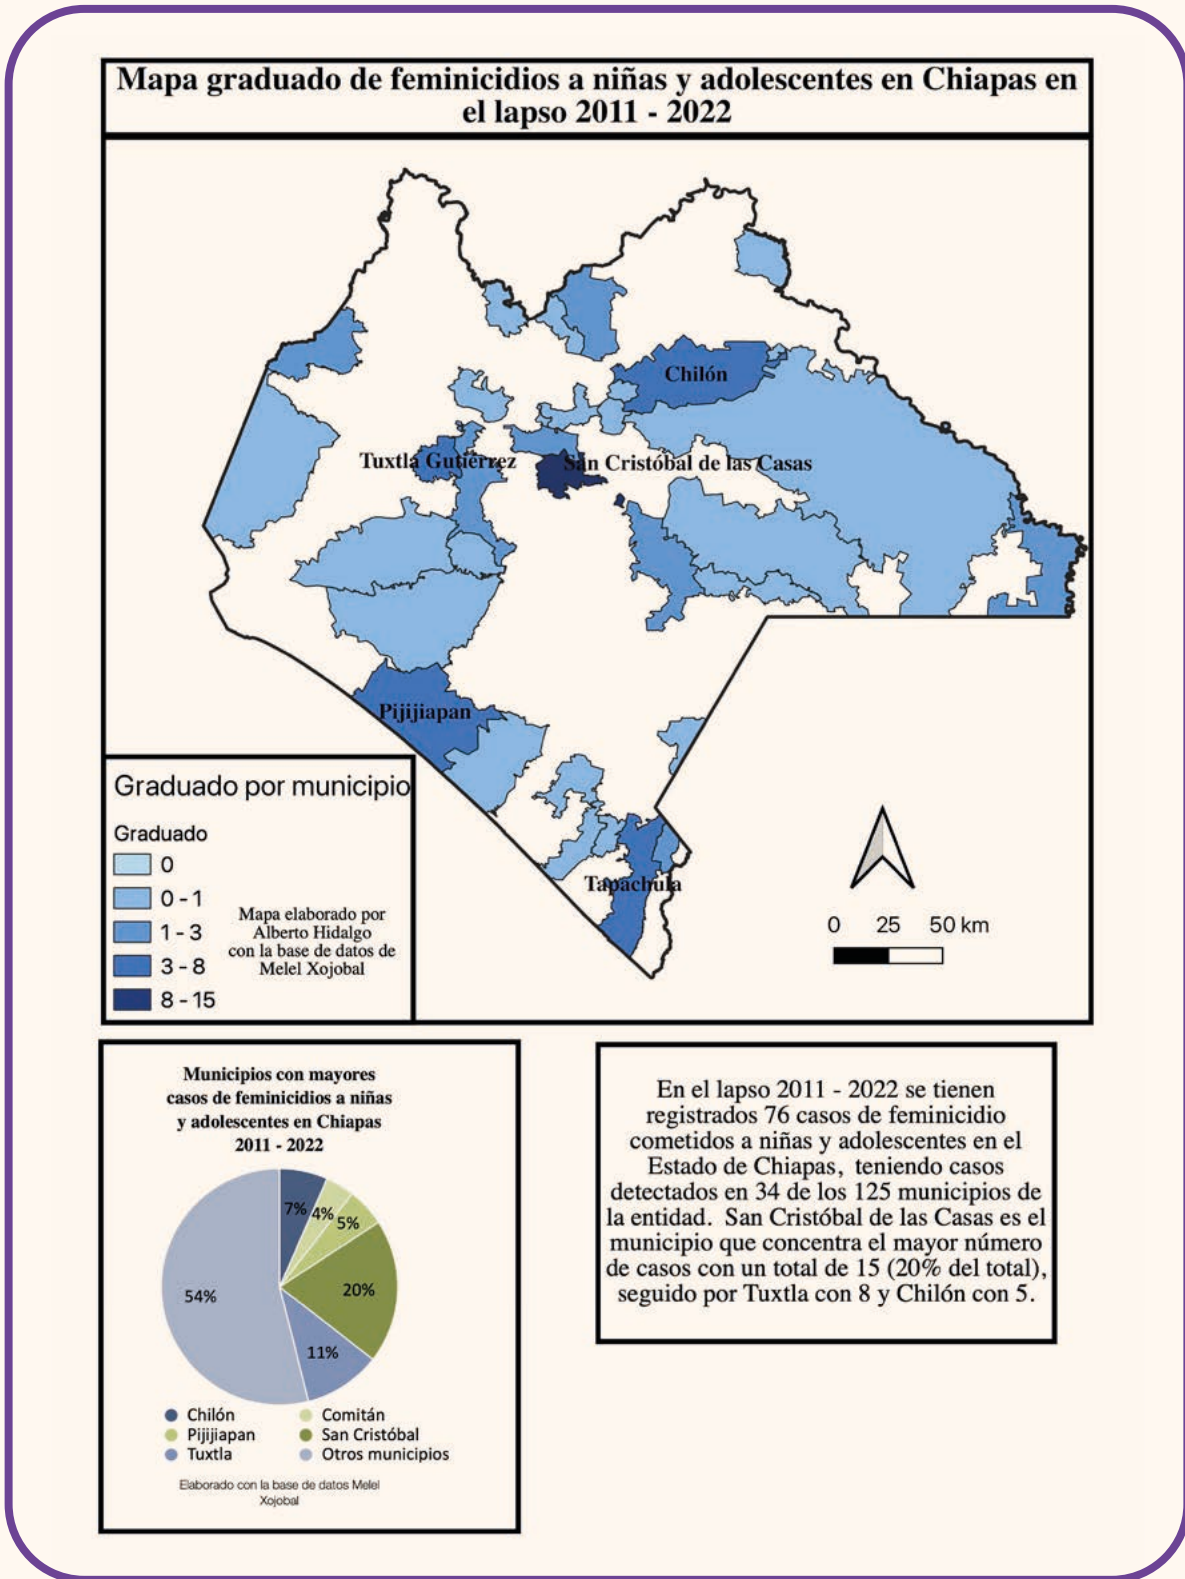 Mapa graduado de feminicidios a niñas y adolescentes en Chiapas en
el lapso 2011 - 2022
Chilón
Tuxtla Gutiérrez
San Cristóbal de las Casas
Pijijiapan
Tapachula
Graduado por municipio
Graduado
0
0 - 1
1 - 3
3 - 8
8 - 15
Mapa elaborado por
Alberto Hidalgo
con la base de datos de
Melel Xojobal
0 25 50 km
Municipios con mayores
casos de feminicidios a niñas
y adolescentes en Chiapas
2011 - 2022
7%
4%
5%
20%
11%
54%
Chilón
Comitán
Pijijiapan
San Cristóbal
Tuxtla
Otros municipios
Elaborado con la base de datos Melel
Xojobal
En el lapso 2011 - 2022 se tienen
registrados 76 casos de feminicidio
cometidos a niñas y adolescentes en el
Estado de Chiapas, teniendo casos
detectados en 34 de los 125 municipios de
la entidad. San Cristóbal de las Casas es el
municipio que concentra el mayor número
de casos con un total de 15 (20% del total),
seguido por Tuxtla con 8 y Chilón con 5.